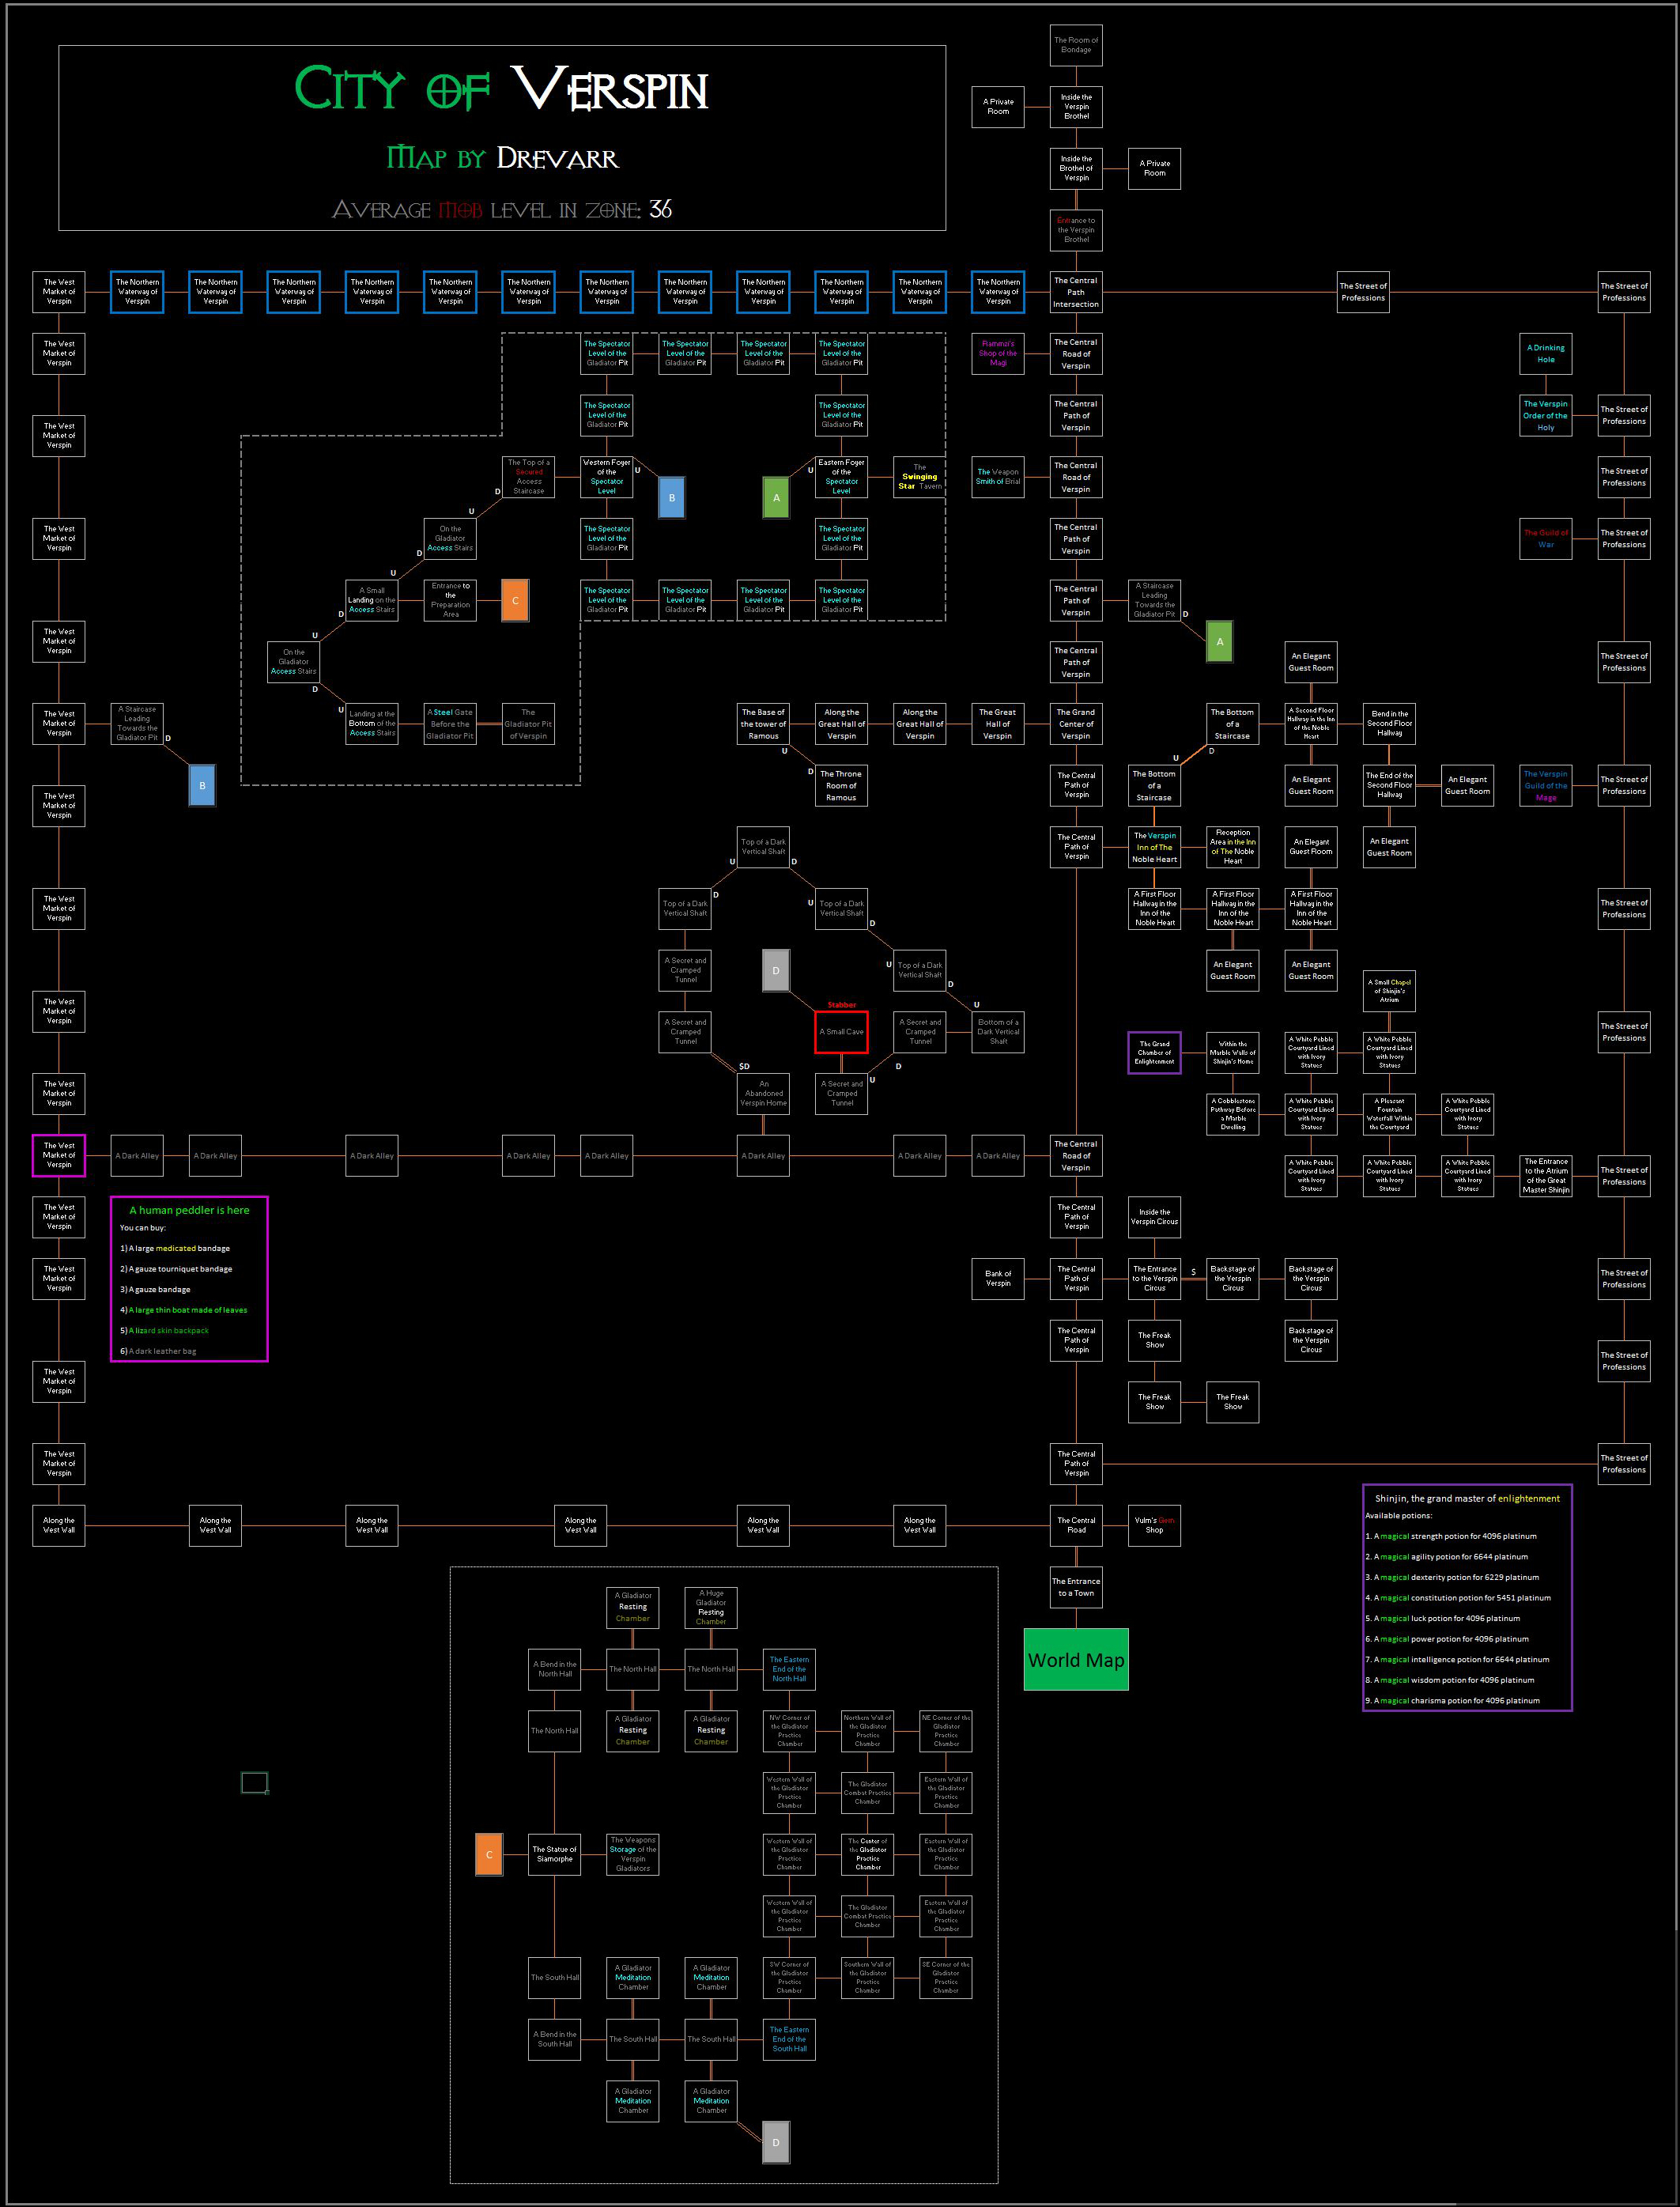 City of Verspin
Map by Drevarr
Average mob level in zone: 36
The Room of
Bondage
A Private
Room
Inside the
Verspin
Brothel
Inside the
Brothel of
Verspin
A Private
Room
Entrance to
the Verspin
Brothel
The West
Market of
Verspin
The Northern
Waterway of
Verspin
The Northern
Waterway of
Verspin
The Northern
Waterway of
Verspin
The Northern
Waterway of
Verspin
The Northern
Waterway of
Verspin
The Northern
Waterway of
Verspin
The Northern
Waterway of
Verspin
The Northern
Waterway of
Verspin
The Northern
Waterway of
Verspin
The Northern
Waterway of
Verspin
The Northern
Waterway of
Verspin
The Northern
Waterway of
Verspin
The Central
Path
Intersection
The Street of
Professions
The Street of
Professions
The West
Market of
Verspin
The Spectator
Level of the
Gladiator Pit
The Spectator
Level of the
Gladiator Pit
The Spectator
Level of the
Gladiator Pit
The Spectator
Level of the
Gladiator Pit
Shop of the
Magi
The Central
Road of
Verspin
A Drinking
Hole
The West
Market of
Verspin
The Spectator
Level of the
Gladiator Pit
The Spectator
Level of the
Gladiator Pit
The Central
Path of
Verspin
The Verspin
Order of the
Holy
The Street of
Professions
The Top of a
Secured
Access
Staircase
D
Western Foyer
of the
Spectator
Level
U
B
A
U
Eastern Foyer
of the
Spectator
Level
The
Swinging
Star Tavern
The Weapon
Smith of Brial
The Central
Road of
Verspin
The Street of
Professions
The West
Market of
Verspin
U
On the
Gladiator
Access Stairs
D
The Spectator
Level of the
Gladiator Pit
The Spectator
Level of the
Gladiator Pit
The Central
Path of
Verspin
The Guild of
War
The Street of
Professions
U
A Small
Landing on the
Access Stairs
D
Entrance to
the
Preparation
Area
C
The Spectator
Level of the
Gladiator Pit
The Spectator
Level of the
Gladiator Pit
The Spectator
Level of the
Gladiator Pit
The Spectator
Level of the
Gladiator Pit
The Central
Path of
Verspin
A Staircase
Leading
Towards the
Gladiator Pit
D
A
The West
Market of
Verspin
U
On the
Gladiator
Access Stairs
D
The Central
Path of
Verspin
An Elegant
Guest Room
The Street of
Professions
The West
Market of
Verspin
A Staircase
Leading
Towards the
Gladiator Pit
D
B
U
Landing at the
Bottom of the
Access Stairs
A Steel Gate
Before the
Gladiator Pit
The
Gladiator Pit
of Verspin
The Base of
the tower of
Ramous
U
Along the
Great Hall of
Verspin
Along the
Great Hall of
Verspin
The Great
Hall of
Verspin
The Grand
Center of
Verspin
The Bottom
of a
Staircase
D
A Second Floor
Hallway in the Inn
of the Noble
Heart
Bend in the
Second Floor
Hallway
The West
Market of
Verspin
D
The Throne
Room of
Ramous
The Central
Path of
Verspin
U
The Bottom
of a
Staircase
An Elegant
Guest Room
The End of the
Second Floor
Hallway
An Elegant
Guest Room
The Verspin
Guild of the
Mage
The Street of
Professions
U
Top of a Dark
Vertical Shaft
D
The Central
Path of
Verspin
The Verspin
Inn of The
Noble Heart
Reception
Area in the Inn
of The Noble
Heart
An Elegant
Guest Room
An Elegant
Guest Room
The West
Market of
Verspin
Top of a Dark
Vertical Shaft
D
U
Top of a Dark
Vertical Shaft
D
A First Floor
Hallway in the
Inn of the
Noble Heart
A First Floor
Hallway in the
Inn of the
Noble Heart
A First Floor
Hallway in the
Inn of the
Noble Heart
The Street of
Professions
A Secret and
Cramped
Tunnel
D
U
Top of a Dark
Vertical Shaft
D
An Elegant
Guest Room
An Elegant
Guest Room
A Small Chapel
of Shinjin's
Atrium
The West
Market of
Verspin
A Secret and
Cramped
Tunnel
$D
Stabber
A Small Cave
A Secret and
Cramped
Tunnel
D
U
Bottom of a
Dark Vertical
Shaft
The Grand
Chamber of
Enlightenment
Within the
Marble Walls of
Shinjin's Home
A White Pebble
Courtyard Lined
with Ivory
Statues
A White Pebble
Courtyard Lined
with Ivory
Statues
The Street of
Professions
The West
Market of
Verspin
An
Abandoned
Verspin Home
A Secret and
Cramped
Tunnel
U
A Cobblestone
Pathway Before
a Marble
Dwelling
A White Pebble
Courtyard Lined
with Ivory
Statues
A Pleasant
Fountain
Waterfall Within
the Courtyard
A White Pebble
Courtyard Lined
with Ivory
Statues
The West
Market of
Verspin
A Dark Alley
A Dark Alley
A Dark Alley
A Dark Alley
A Dark Alley
A Dark Alley
A Dark Alley
A Dark Alley
The Central
Road of
Verspin
A White Pebble
Courtyard Lined
with Ivory
Statues
A White Pebble
Courtyard Lined
with Ivory
Statues
A White Pebble
Courtyard Lined
with Ivory
Statues
The Entrance
to the Atrium
of the Great
Master Shinjin
The Street of
Professions
The West
Market of
Verspin
A human peddler is here
You can buy:
1) A large medicated bandage
2) A gauze tourniquet bandage
3) A gauze bandage
4) A large thin boat made of leaves
5) A lizard skin backpack
6) A dark leather bag
The Central
Path of
Verspin
Inside the
Verspin Circus
The West
Market of
Verspin
Bank of
Verspin
The Central
Path of
Verspin
The Entrance
to the Verspin
Circus
$
Backstage of
the Verspin
Circus
Backstage of
the Verspin
Circus
The Street of
Professions
The West
Market of
Verspin
The Central
Path of
Verspin
The Freak
Show
Backstage of
the Verspin
Circus
The Street of
Professions
The Freak
Show
The Freak
Show
The West
Market of
Verspin
The Central
Path of
Verspin
The Street of
Professions
Along the
West Wall
Along the
West Wall
Along the
West Wall
Along the
West Wall
Along the
West Wall
Along the
West Wall
The Central
Road
Vulm's Gem
Shop
Shinjin, the grand master of enlightenment
Available potions:
1. A magical strength potion for 4096 platinum
2. A magical agility potion for 6644 platinum
3. A magical dexterity potion for 6229 platinum
4. A magical constitution potion for 5451 platinum
5. A magical luck potion for 4096 platinum
6. A magical power potion for 4096 platinum
7. A magical intelligence potion for 6644 platinum
8. A magical wisdom potion for 4096 platinum
9. A magical charisma potion for 4096 platinum
The Entrance
to a Town
World Map
A Gladiator
Resting
Chamber
A Huge
Gladiator
Resting
Chamber
A Bend in the
North Hall
The North Hall
The North Hall
The Eastern
End of the
North Hall
The North Hall
A Gladiator
Resting
Chamber
A Gladiator
Resting
Chamber
NW Corner of
the Gladiator
Practice
Chamber
Northern Wall of
the Gladiator
Practice
Chamber
NE Corner of the
Gladiator
Practice
Chamber
Western Wall of
the Gladiator
Practice
Chamber
The Gladiator
Combat Practice
Chamber
Eastern Wall of
the Gladiator
Practice
Chamber
C
The Statue of
Siamorphe
The Weapons
Storage of the
Verspin
Gladiators
Western Wall of
the Gladiator
Practice
Chamber
The Center of
the Gladiator
Practice
Chamber
Eastern Wall of
the Gladiator
Practice
Chamber
Western Wall of
the Gladiator
Practice
Chamber
The Gladiator
Combat Practice
Chamber
Eastern Wall of
the Gladiator
Practice
Chamber
The South Hall
A Gladiator
Meditation
Chamber
A Gladiator
Meditation
Chamber
SW Corner of
the Gladiator
Practice
Chamber
Southern Wall of
the Gladiator
Practice
Chamber
SE Corner of the
Gladiator
Practice
Chamber
A Bend in the
South Hall
The South Hall
The South Hall
The Eastern
End of the
South Hall
A Gladiator
Meditation
Chamber
A Gladiator
Meditation
Chamber
D